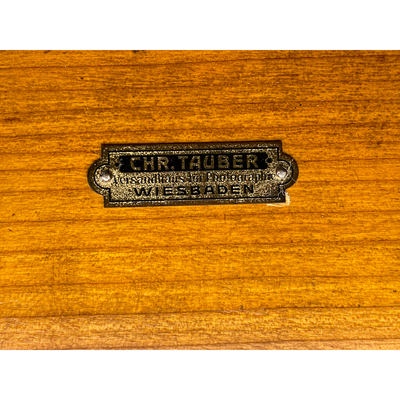 CHR. TAUBER
Versandhaus für Photographie
WIESBADEN